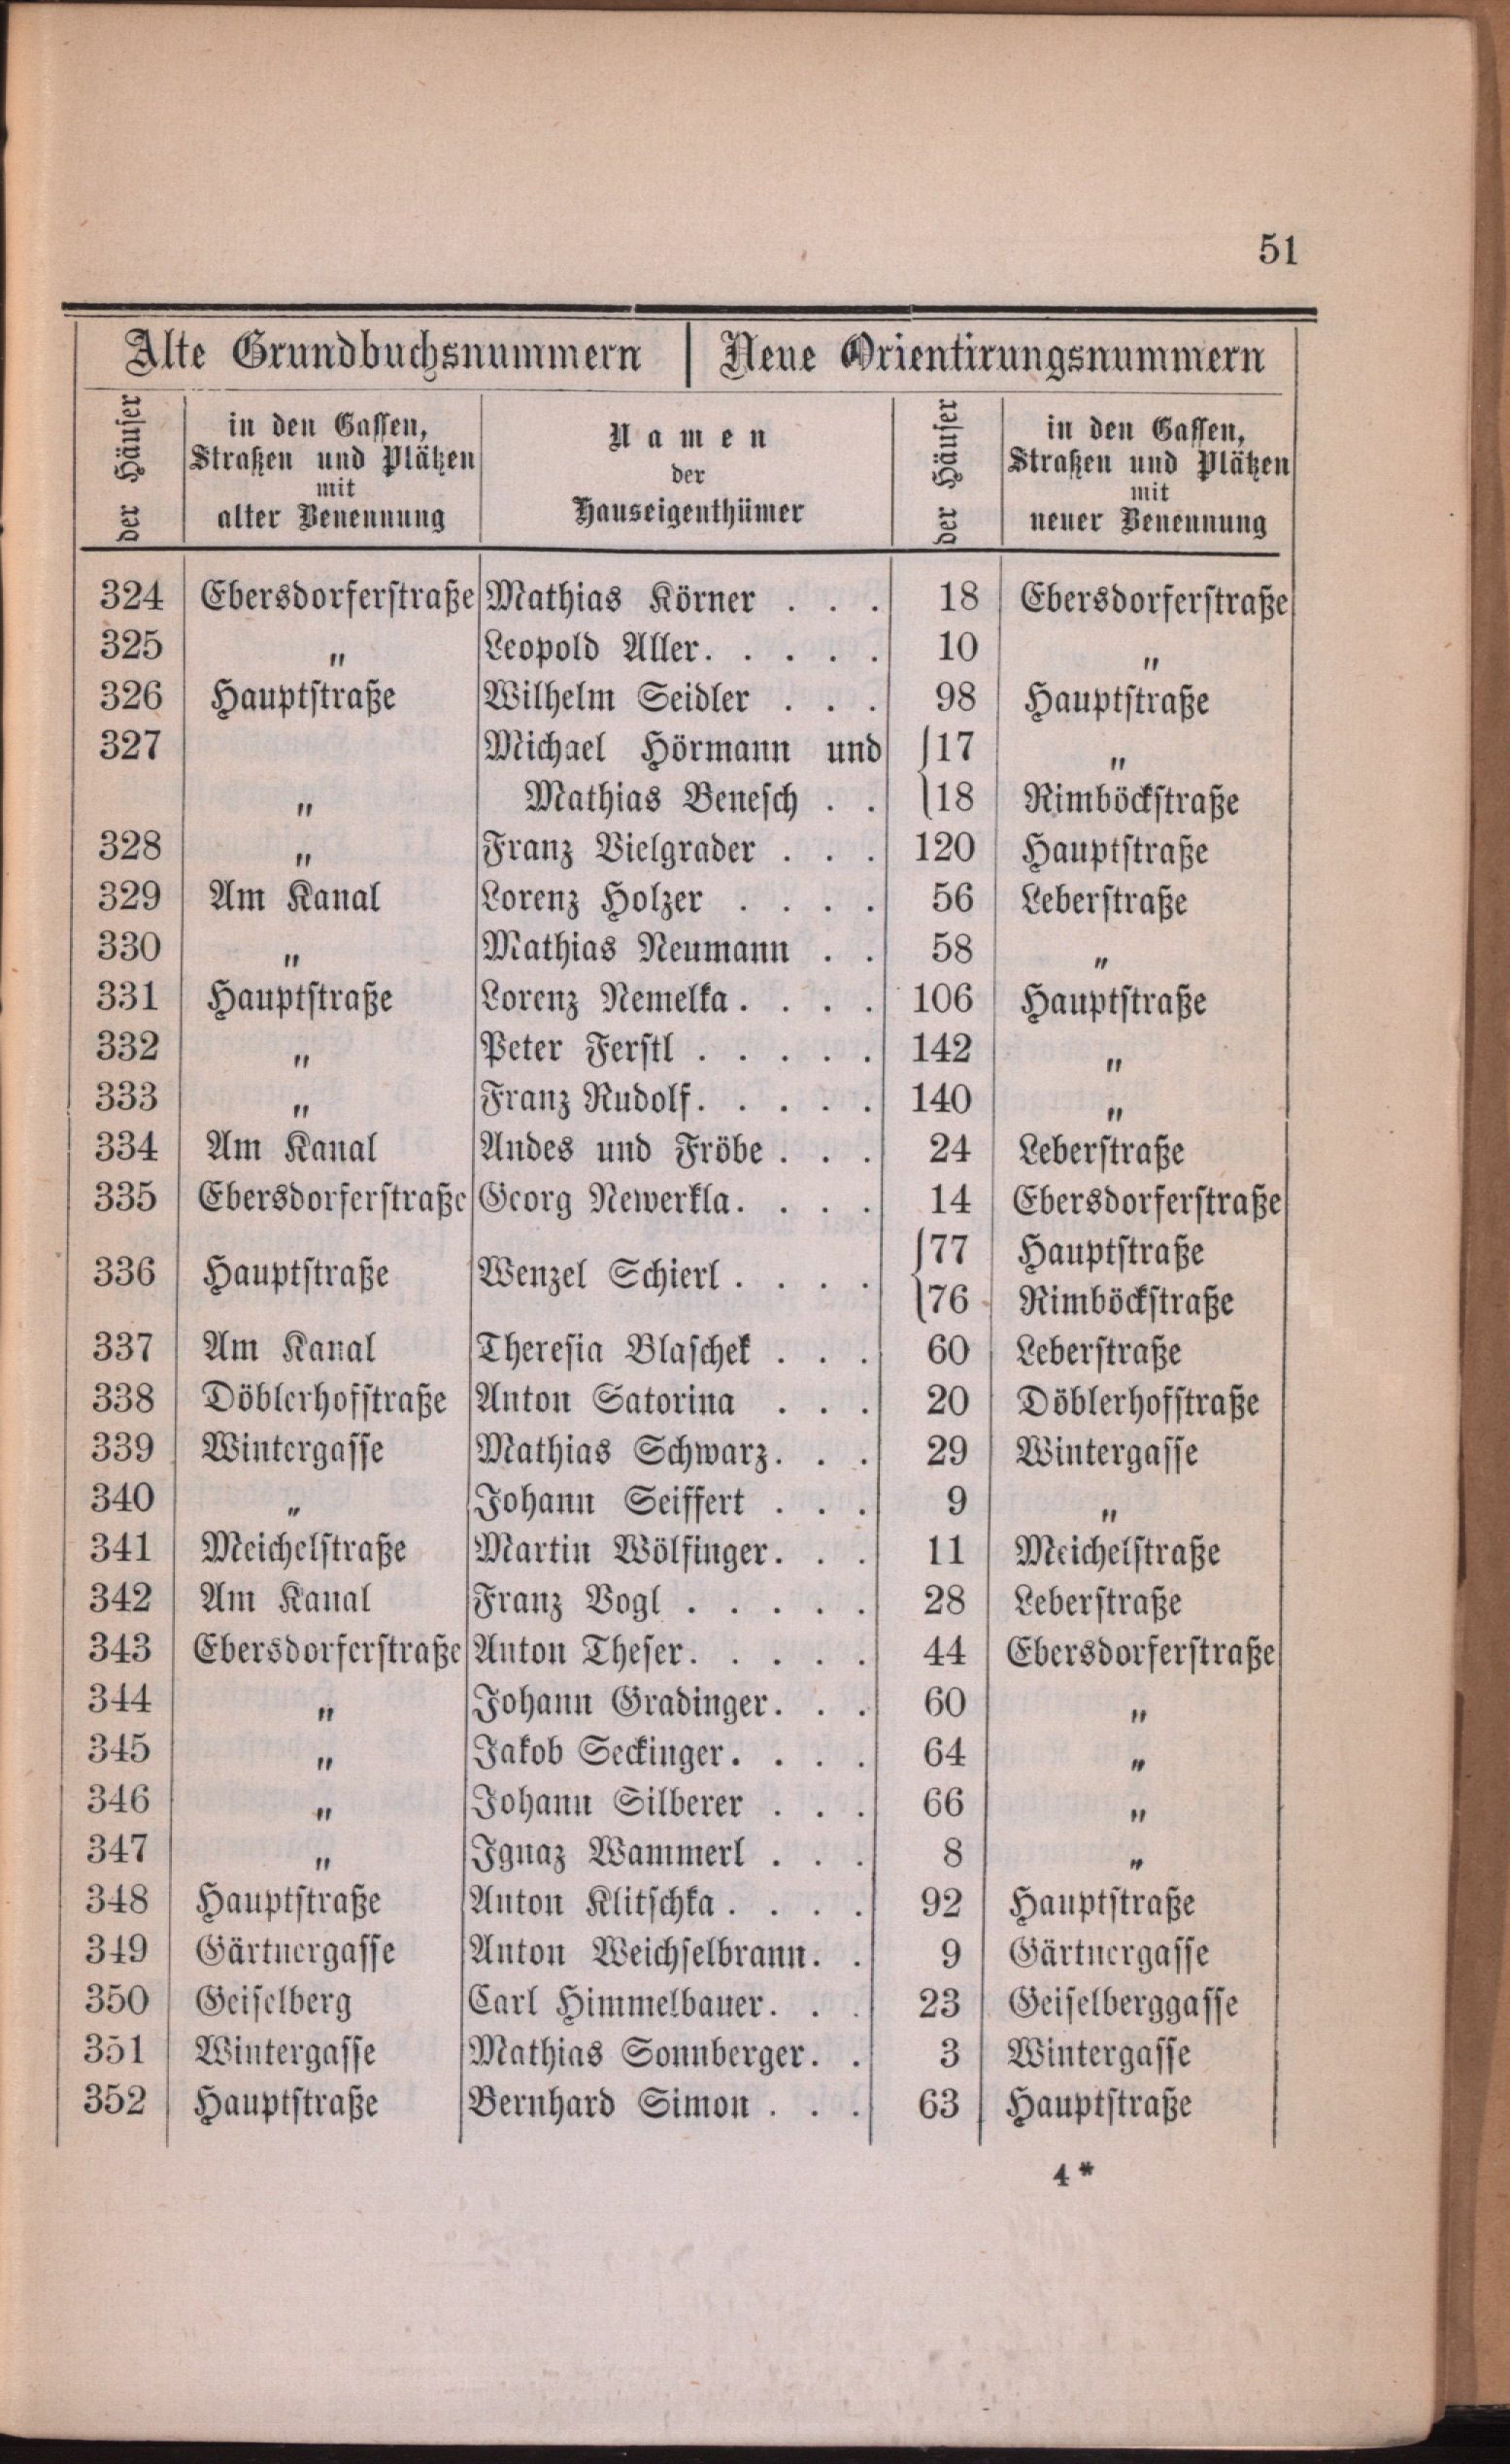 51
Alte Grundbuchsnummern | Neue Orientirungsnummern
der Häuser | in den Gassen, Straßen und Plätzen mit alter Benennung | Namen der Hauseigenthümer | der Häuser | in den Gassen, Straßen und Plätzen mit neuer Benennung
324 Ebersdorferstraße Mathias Körner . . . 18 Ebersdorferstraße
325 „ Leopold Aller. . . . . 10 „
326 Hauptstraße Wilhelm Seidler . . . 98 Hauptstraße
327 Michael Hörmann und {17 „
„ Mathias Benesch . . {18 Rimböckstraße
328 „ Franz Vielgrader . . . 120 Hauptstraße
329 Am Kanal Lorenz Holzer . . . . 56 Leberstraße
330 „ Mathias Neumann . . 58 „
331 Hauptstraße Lorenz Nemelka. . . . 106 Hauptstraße
332 „ Peter Ferstl . . . . . 142 „
333 „ Franz Rudolf. . . . . 140 „
334 Am Kanal Andes und Fröbe . . . 24 Leberstraße
335 Ebersdorferstraße Georg Newerkla. . . . 14 Ebersdorferstraße
{77 Hauptstraße
336 Hauptstraße Wenzel Schierl . . . .
{76 Rimböckstraße
337 Am Kanal Theresia Blaschek . . . 60 Leberstraße
338 Döblerhofstraße Anton Satorina . . . 20 Döblerhofstraße
339 Wintergasse Mathias Schwarz. . . 29 Wintergasse
340 „ Johann Seiffert . . . 9 „
341 Meichelstraße Martin Wölfinger. . . 11 Meichelstraße
342 Am Kanal Franz Vogl . . . . . 28 Leberstraße
343 Ebersdorferstraße Anton Theser. . . . . 44 Ebersdorferstraße
344 „ Johann Gradinger. . . 60 „
345 „ Jakob Seckinger. . . . 64 „
346 „ Johann Silberer . . . 66 „
347 „ Ignaz Wammerl . . . 8 „
348 Hauptstraße Anton Klitschka . . . . 92 Hauptstraße
349 Gärtnergasse Anton Weichselbrann. . 9 Gärtnergasse
350 Geiselberg Carl Himmelbauer. . . 23 Geiselberggasse
351 Wintergasse Mathias Sonnberger. . 3 Wintergasse
352 Hauptstraße Bernhard Simon . . . 63 Hauptstraße
4*